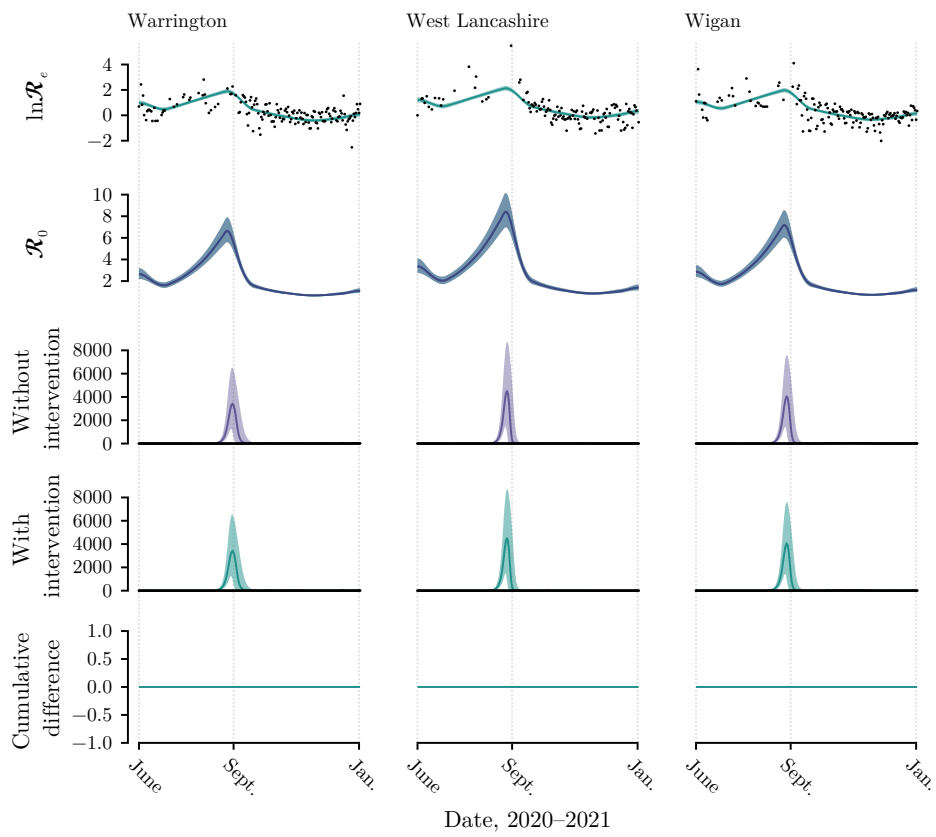 Warrington
West Lancashire
Wigan
lnℛₑ
4
2
0
−2
ℛ₀
10
8
6
4
2
Without
intervention
8000
6000
4000
2000
0
With
intervention
8000
6000
4000
2000
0
Cumulative
difference
1.0
0.5
0.0
−0.5
−1.0
June
Sept.
Jan.
June
Sept.
Jan.
June
Sept.
Jan.
Date, 2020–2021